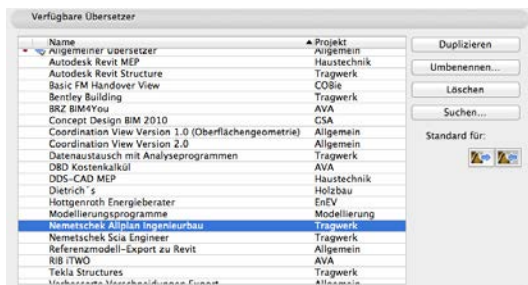 Verfügbare Übersetzer
Name Projekt
Allgemeiner Übersetzer Allgemein
Autodesk Revit MEP Haustechnik
Autodesk Revit Structure Tragwerk
Basic FM Handover View COBie
Bentley Building Tragwerk
BRZ BIM4You AVA
Concept Design BIM 2010 GSA
Coordination View Version 1.0 (Oberflächengeometrie) Allgemein
Coordination View Version 2.0 Allgemein
Datenaustausch mit Analyseprogrammen Tragwerk
DBD Kostenkalkül AVA
DDS-CAD MEP Haustechnik
Dietrich´s Holzbau
Hottgenroth Energieberater EnEV
Modellierungsprogramme Modellierung
Nemetschek Allplan Ingenieurbau Tragwerk
Nemetschek Scia Engineer Tragwerk
Referenzmodell-Export zu Revit Allgemein
RIB iTWO AVA
Tekla Structures Tragwerk
Verbesserte Verschneidungen Export Allgemein
Duplizieren
Umbenennen...
Löschen
Suchen...
Standard für: